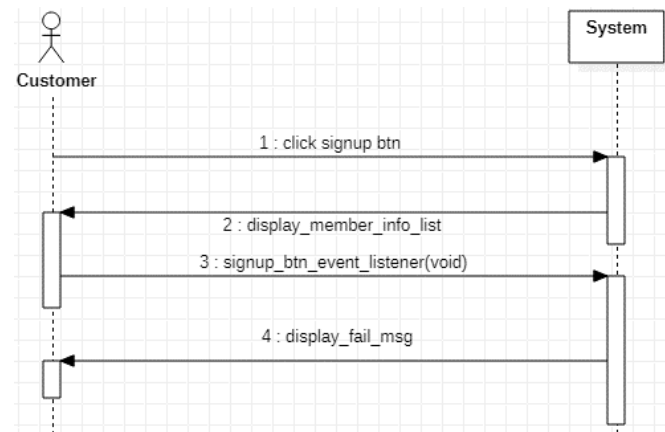 System
Customer
1 : click signup btn
2 : display_member_info_list
3 : signup_btn_event_listener(void)
4 : display_fail_msg